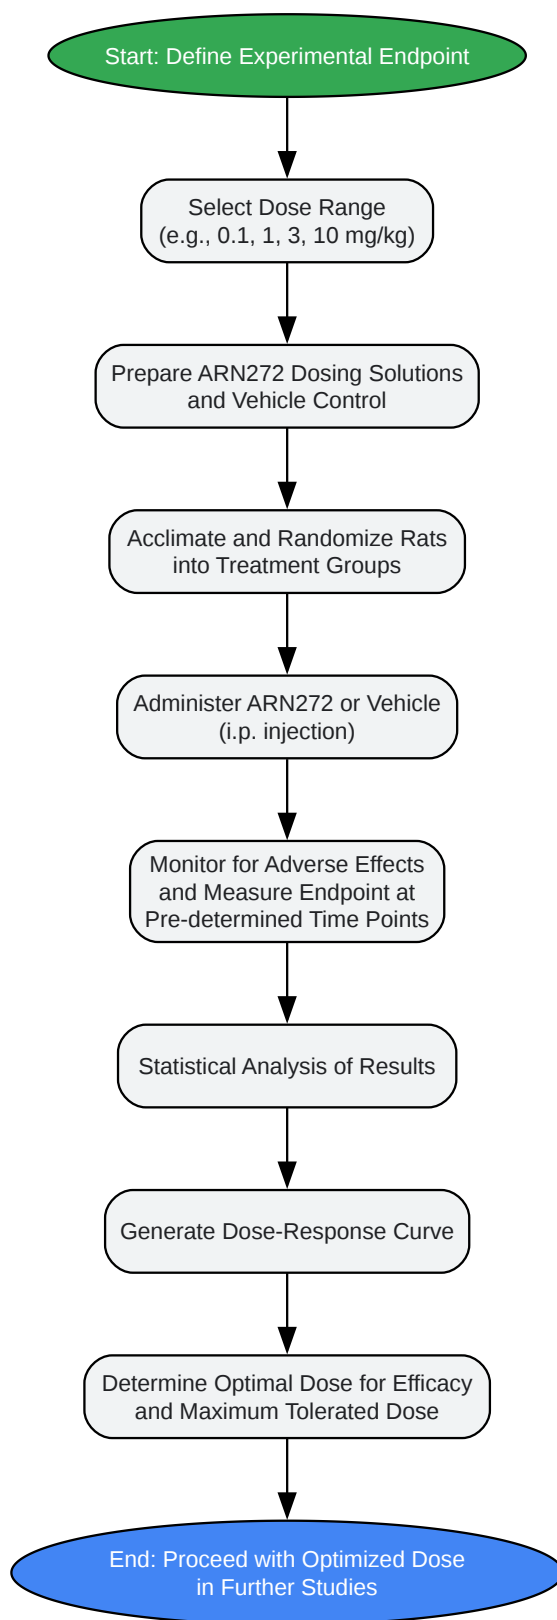 Start: Define Experimental Endpoint
Select Dose Range
(e.g., 0.1, 1, 3, 10 mg/kg)
Prepare ARN272 Dosing Solutions
and Vehicle Control
Acclimate and Randomize Rats
into Treatment Groups
Administer ARN272 or Vehicle
(i.p. injection)
Monitor for Adverse Effects
and Measure Endpoint at
Pre-determined Time Points
Statistical Analysis of Results
Generate Dose-Response Curve
Determine Optimal Dose for Efficacy
and Maximum Tolerated Dose
End: Proceed with Optimized Dose
in Further Studies